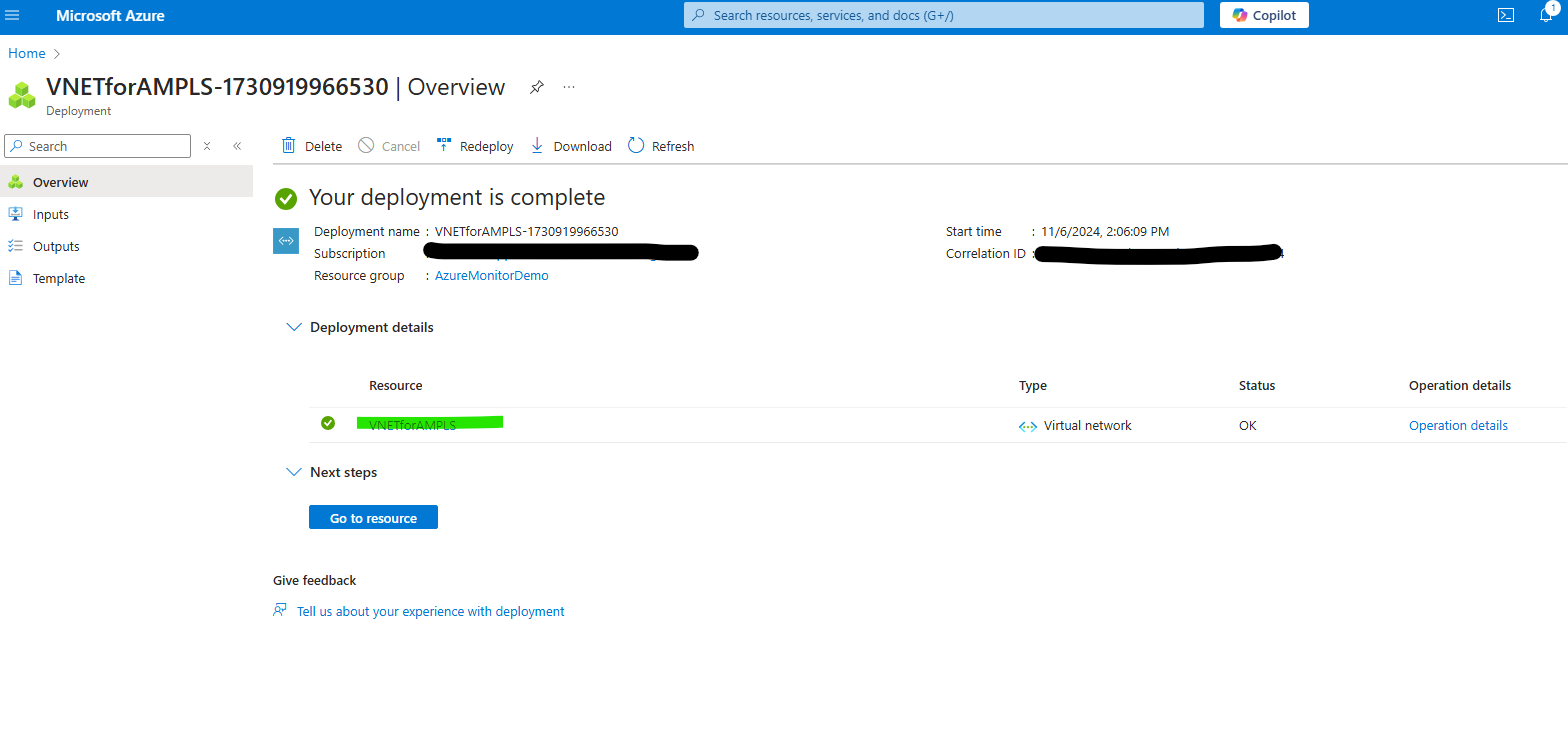 Microsoft Azure
Search resources, services, and docs (G+/)
Copilot
1
Home
VNETforAMPLS-1730919966530 | Overview
Deployment
Search
Delete
Cancel
Redeploy
Download
Refresh
Overview
Inputs
Outputs
Template
Your deployment is complete
Deployment name : VNETforAMPLS-1730919966530
Subscription
Resource group : AzureMonitorDemo
Start time : 11/6/2024, 2:06:09 PM
Correlation ID :
Deployment details
Resource Type Status Operation details
VNETforAMPLS Virtual network OK Operation details
Next steps
Go to resource
Give feedback
Tell us about your experience with deployment